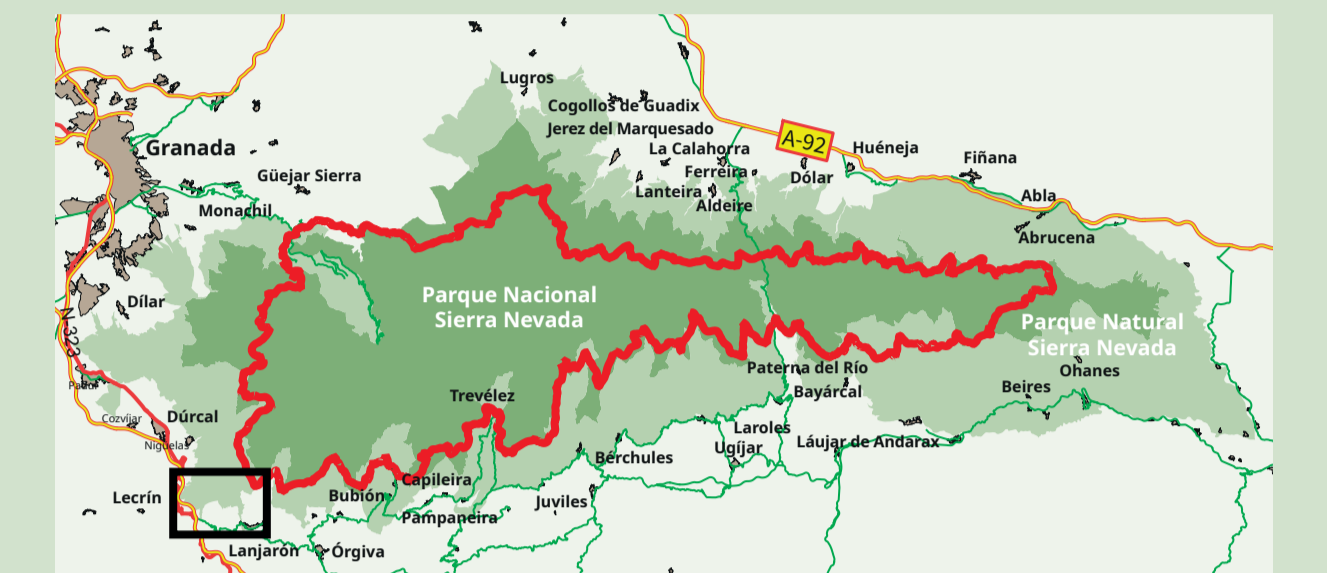 Lugros
Cogollos de Guadix
Jerez del Marquesado
A-92
La Calahorra
Huéneja
Granada
Fiñana
Ferreira
Dólar
Güejar Sierra
Lanteira
Abla
Aldeire
Monachil
Abrucena
Parque Nacional
Sierra Nevada
Dílar
N-323
Parque Natural
Sierra Nevada
Paterna del Río
Ohanes
Padul
Beires
Bayárcal
Trevélez
Cozvíjar
Dúrcal
Laroles
Nigüelas
Ugíjar
Láujar de Andarax
Bérchules
Capileira
Lecrín
Bubión
Juviles
Pampaneira
Lanjarón
Órgiva